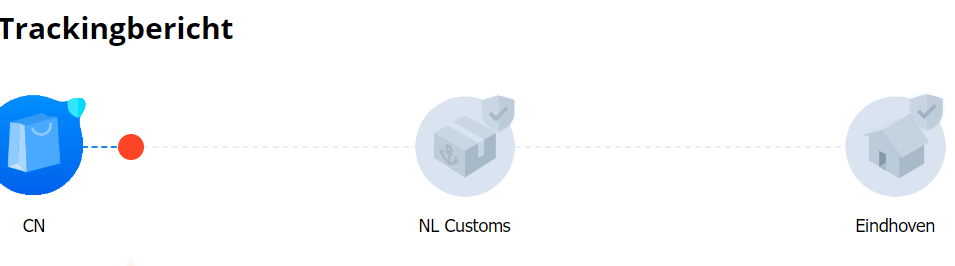 Trackingbericht
CN
NL Customs
Eindhoven